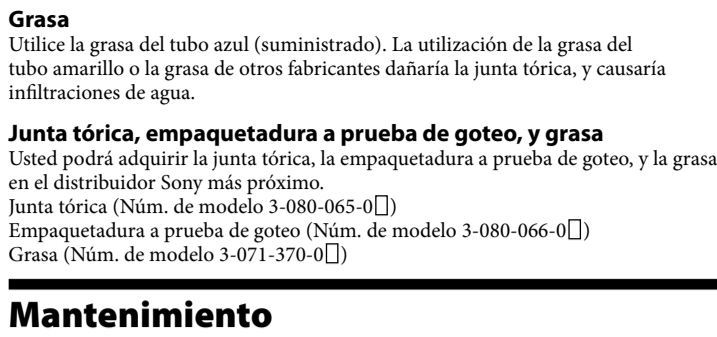 Grasa
Utilice la grasa del tubo azul (suministrado). La utilización de la grasa del
tubo amarillo o la grasa de otros fabricantes dañaría la junta tórica, y causaría
infiltraciones de agua.
Junta tórica, empaquetadura a prueba de goteo, y grasa
Usted podrá adquirir la junta tórica, la empaquetadura a prueba de goteo, y la grasa
en el distribuidor Sony más próximo.
Junta tórica (Núm. de modelo 3-080-065-0□)
Empaquetadura a prueba de goteo (Núm. de modelo 3-080-066-0□)
Grasa (Núm. de modelo 3-071-370-0□)
Mantenimiento